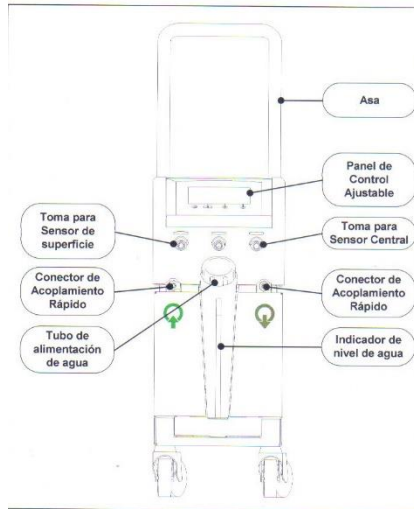 Asa
Panel de
Control
Ajustable
Toma para
Sensor de
superficie
Toma para
Sensor Central
Conector de
Acoplamiento
Rápido
Conector de
Acoplamiento
Rápido
Tubo de
alimentación
de agua
Indicador de
nivel de agua